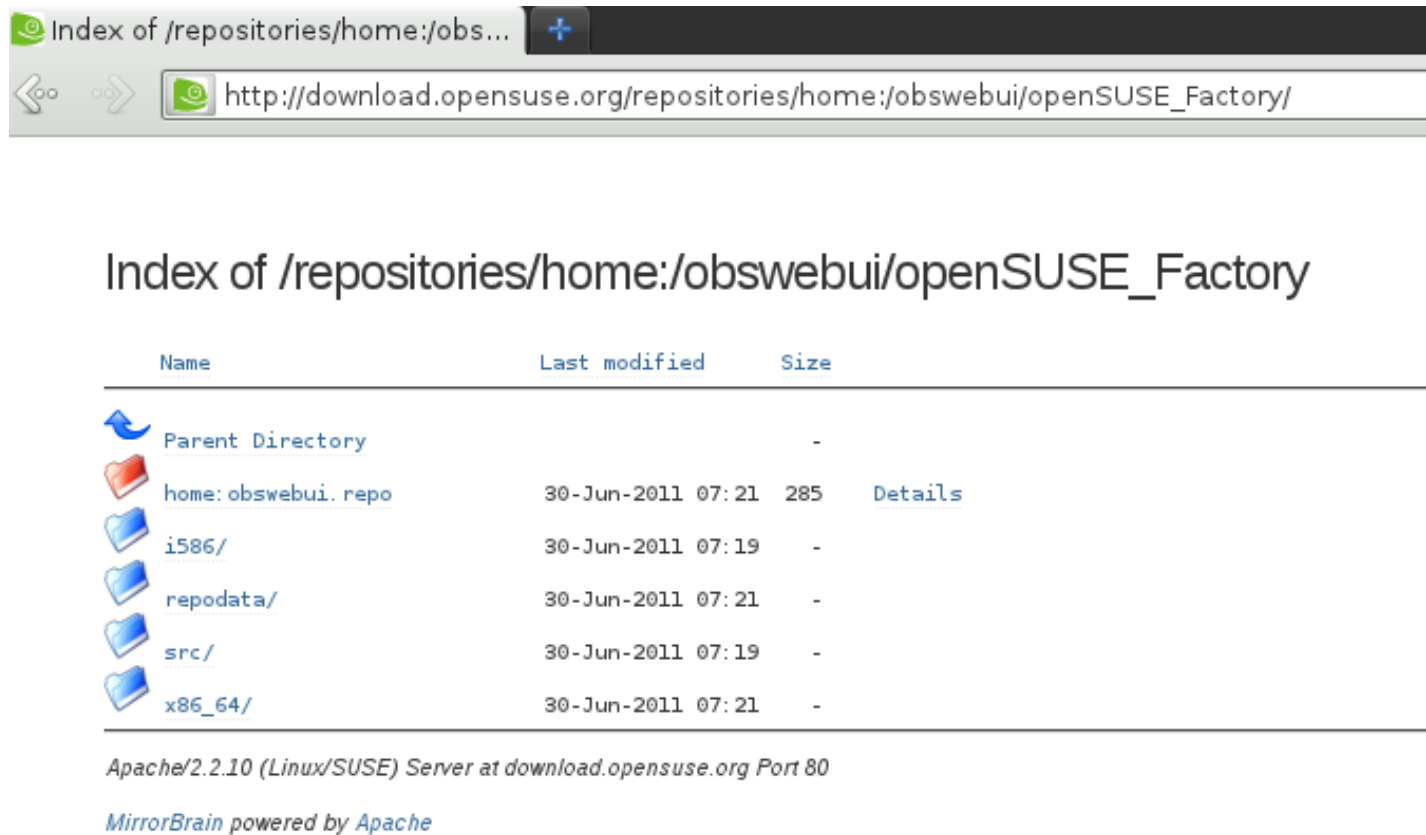 Index of /repositories/home:/obs...
http://download.opensuse.org/repositories/home:/obswebui/openSUSE_Factory/
Index of /repositories/home:/obswebui/openSUSE_Factory
Name Last modified Size
Parent Directory -
home:obswebui.repo 30-Jun-2011 07:21 285 Details
i586/ 30-Jun-2011 07:19 -
repodata/ 30-Jun-2011 07:21 -
src/ 30-Jun-2011 07:19 -
x86_64/ 30-Jun-2011 07:21 -
Apache/2.2.10 (Linux/SUSE) Server at download.opensuse.org Port 80
MirrorBrain powered by Apache